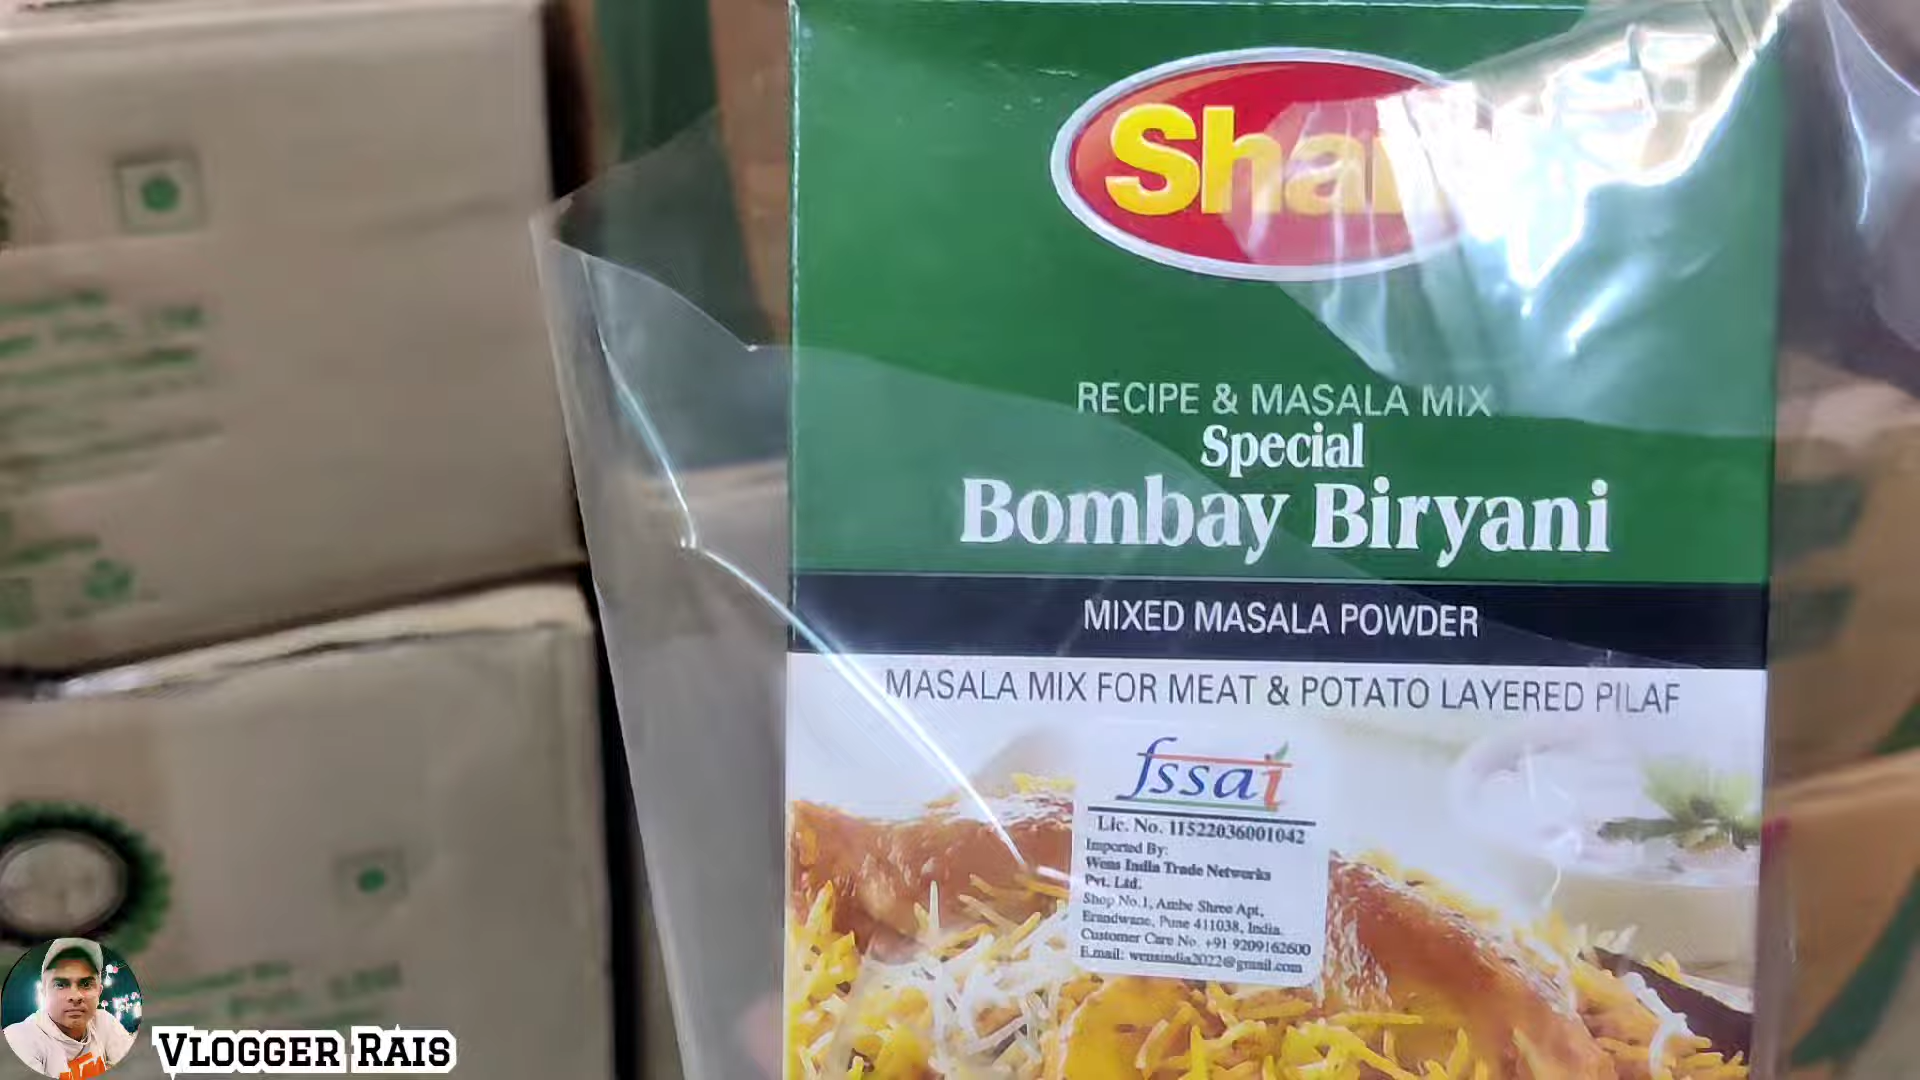 Shan
RECIPE & MASALA MIX
Special
Bombay Biryani
MIXED MASALA POWDER
MASALA MIX FOR MEAT & POTATO LAYERED PILAF
fssai
Lic. No. 11522036001042
Imported By:
Wens India Trade Networks
Pvt. Ltd.
Shop No.1, Ambe Shree Apt,
Erandwane, Pune 411038, India
Customer Care No. +91 9209162600
E.mail: wensindia2022@gmail.com
VLOGGER RAIS